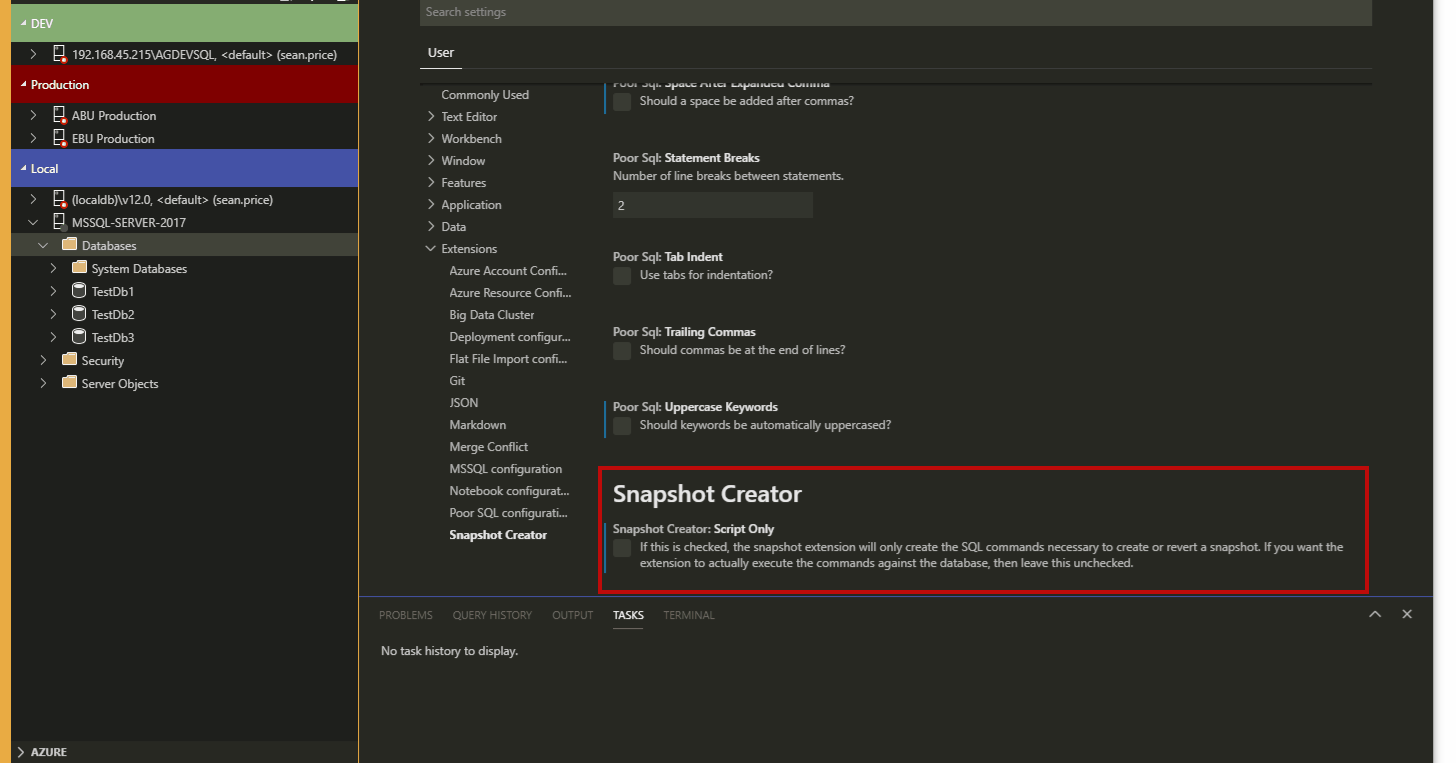 DEV
192.168.45.215\AGDEVSQL, <default> (sean.price)
Production
ABU Production
EBU Production
Local
(localdb)\v12.0, <default> (sean.price)
MSSQL-SERVER-2017
Databases
System Databases
TestDb1
TestDb2
TestDb3
Security
Server Objects
AZURE
Search settings
User
Commonly Used
Text Editor
Workbench
Window
Features
Application
Data
Extensions
Azure Account Confi...
Azure Resource Confi...
Big Data Cluster
Deployment configur...
Flat File Import confi...
Git
JSON
Markdown
Merge Conflict
MSSQL configuration
Notebook configurat...
Poor SQL configurati...
Snapshot Creator
Poor Sql: Space After Expanded Comma
Should a space be added after commas?
Poor Sql: Statement Breaks
Number of line breaks between statements.
2
Poor Sql: Tab Indent
Use tabs for indentation?
Poor Sql: Trailing Commas
Should commas be at the end of lines?
Poor Sql: Uppercase Keywords
Should keywords be automatically uppercased?
Snapshot Creator
Snapshot Creator: Script Only
If this is checked, the snapshot extension will only create the SQL commands necessary to create or revert a snapshot. If you want the
extension to actually execute the commands against the database, then leave this unchecked.
PROBLEMS QUERY HISTORY OUTPUT TASKS TERMINAL
No task history to display.